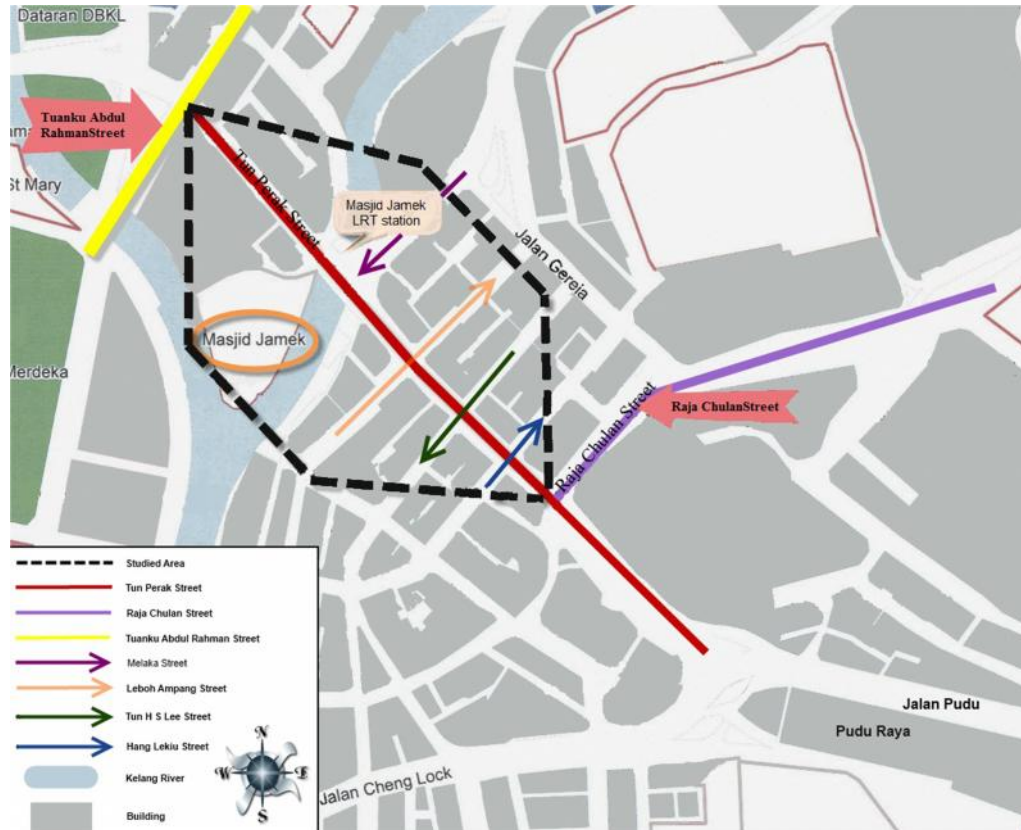 Dataran DBKL
Tuanku Abdul
RahmanStreet
St Mary
Tun Perak Street
Masjid Jamek
LRT station
Jalan Gereja
Masjid Jamek
Merdeka
Raja Chulan Street
Raja ChulanStreet
Studied Area
Tun Perak Street
Raja Chulan Street
Tuanku Abdul Rahman Street
Melaka Street
Leboh Ampang Street
Tun H S Lee Street
Hang Lekiu Street
Kelang River
Building
N
W
E
S
Jalan Pudu
Pudu Raya
Jalan Cheng Lock